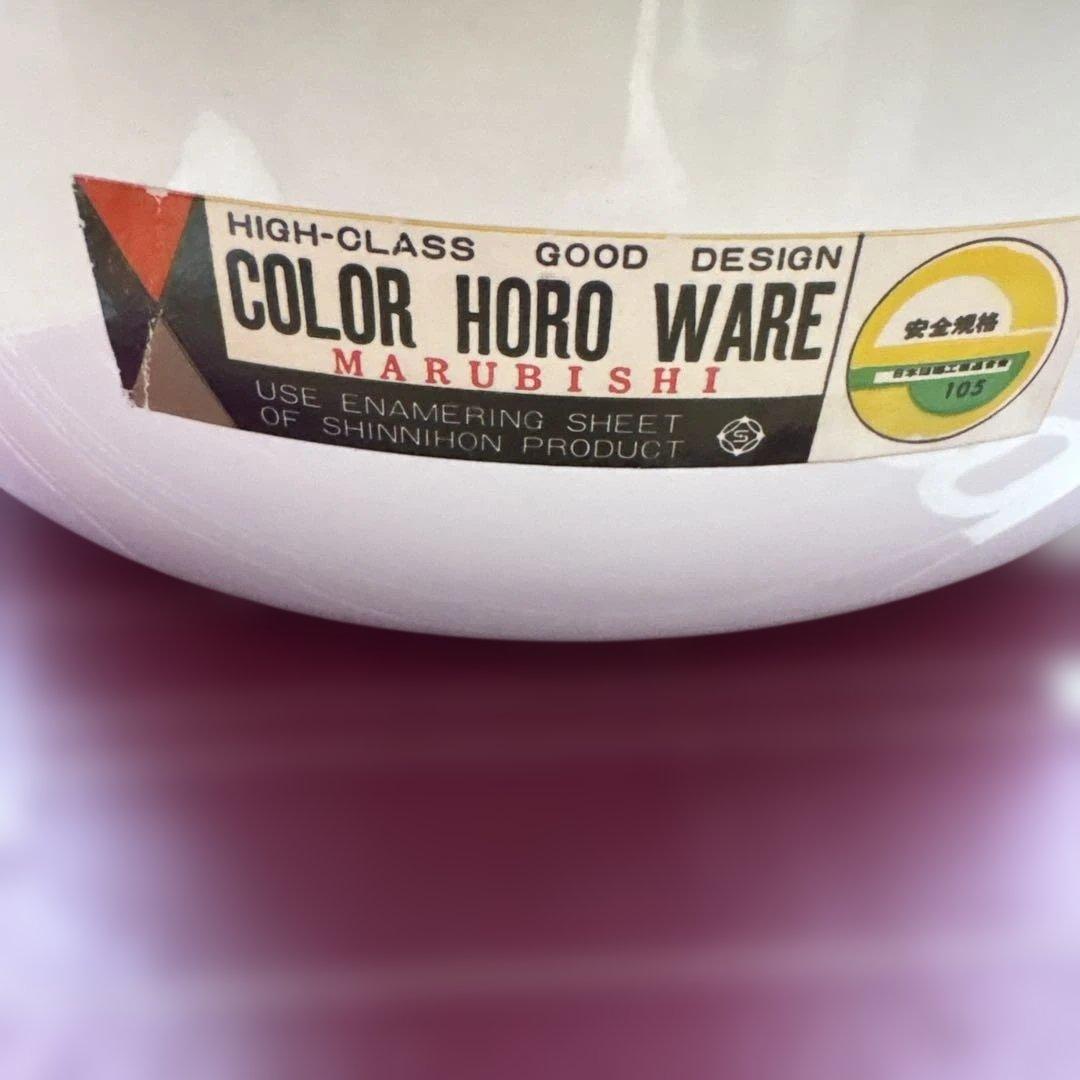 HIGH-CLASS GOOD DESIGN
COLOR HORO WARE
MARUBISHI
USE ENAMERING SHEET
OF SHINNIHON PRODUCT
S
安全規格
105